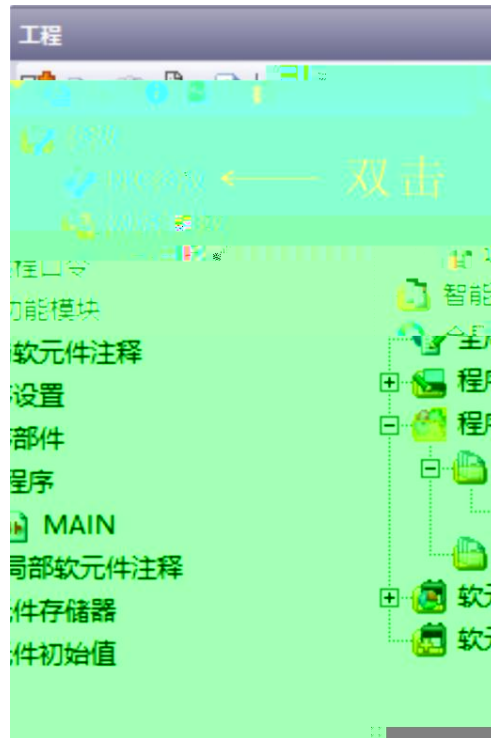 工程
双击
程口令
智能
功能模块
软元件注释
设置
程序
部件
程序
程序
MAIN
局部软元件注释
件存储器
软元
件初始值
软元